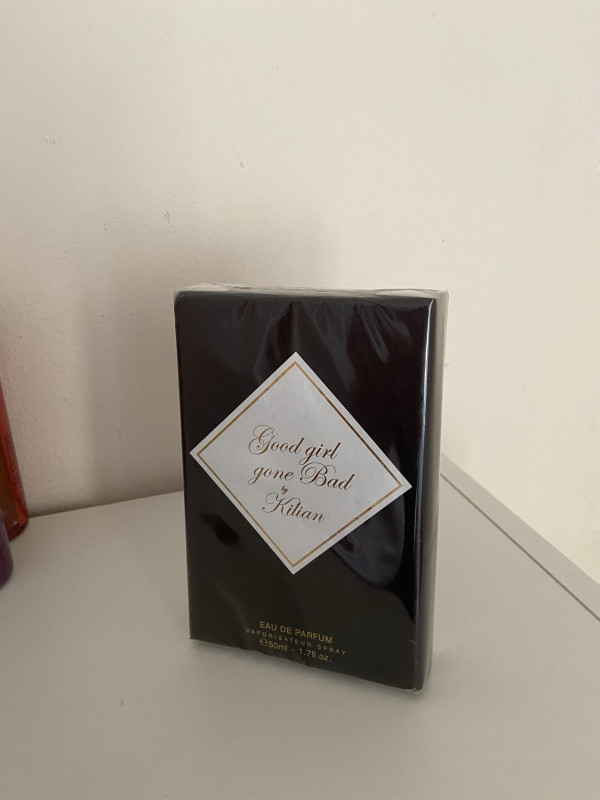 Good girl
gone Bad
by
Kilian
EAU DE PARFUM
VAPORISATEUR SPRAY
℮50ml - 1.7fl.oz.